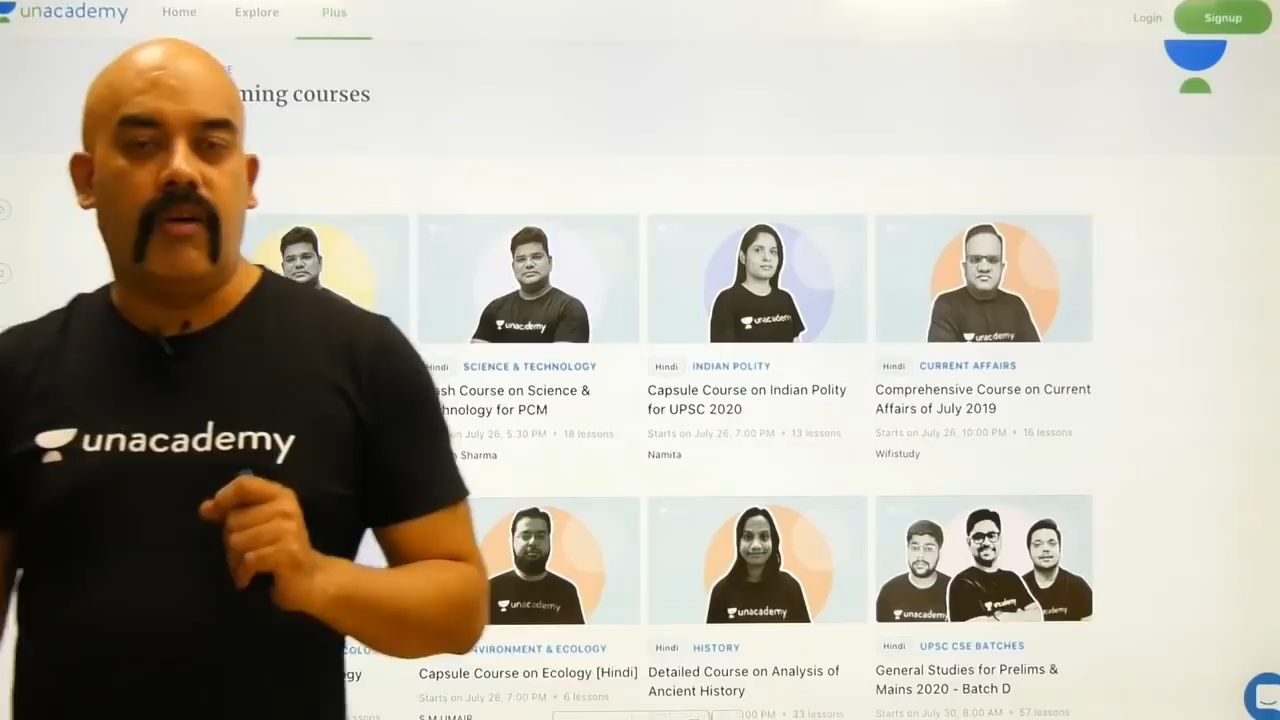 unacademy
Home
Explore
Plus
Login
Signup
ming courses
unacademy
unacademy
unacademy
unacademy
Hindi SCIENCE & TECHNOLOGY
ash Course on Science &
hnology for PCM
on July 26, 5:30 PM • 18 lessons
Sharma
Hindi INDIAN POLITY
Capsule Course on Indian Polity
for UPSC 2020
Starts on July 26, 7:00 PM • 13 lessons
Namita
Hindi CURRENT AFFAIRS
Comprehensive Course on Current
Affairs of July 2019
Starts on July 26, 10:00 PM • 16 lessons
Wifistudy
unacademy
unacademy
unacademy
unacademy
ogy
ssons
NVIRONMENT & ECOLOGY
Capsule Course on Ecology [Hindi]
Starts on July 28, 7:00 PM • 6 lessons
S M UMAIR
Hindi HISTORY
Detailed Course on Analysis of
Ancient History
:00 PM • 33 lessons
Hindi UPSC CSE BATCHES
General Studies for Prelims &
Mains 2020 - Batch D
Starts on July 30, 8:00 AM • 57 lessons